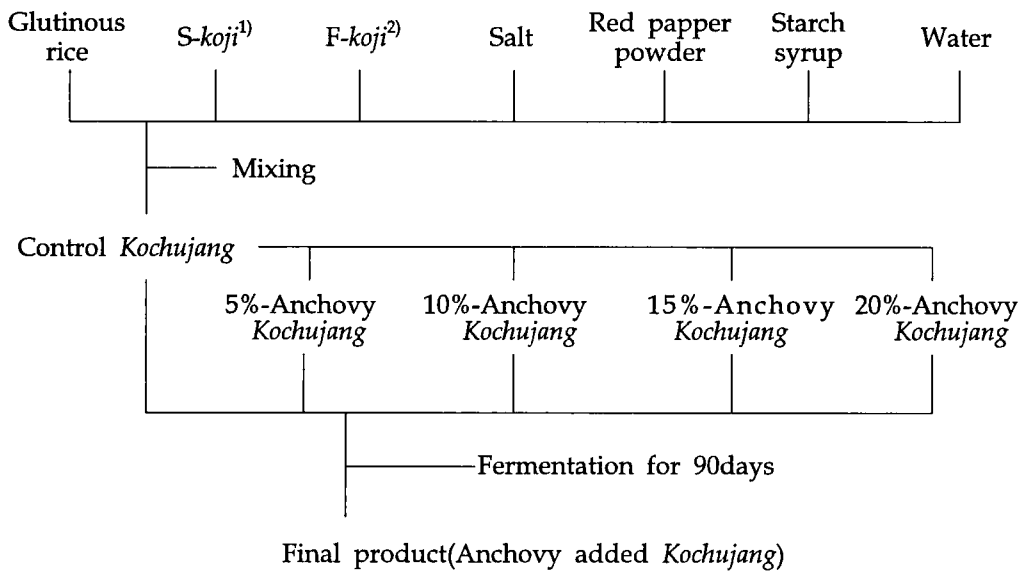 Glutinous rice
S-koji1)
F-koji2)
Salt
Red papper powder
Starch syrup
Water
Mixing
Control Kochujang
5%-Anchovy Kochujang
10%-Anchovy Kochujang
15%-Anchovy Kochujang
20%-Anchovy Kochujang
Fermentation for 90days
Final product(Anchovy added Kochujang)